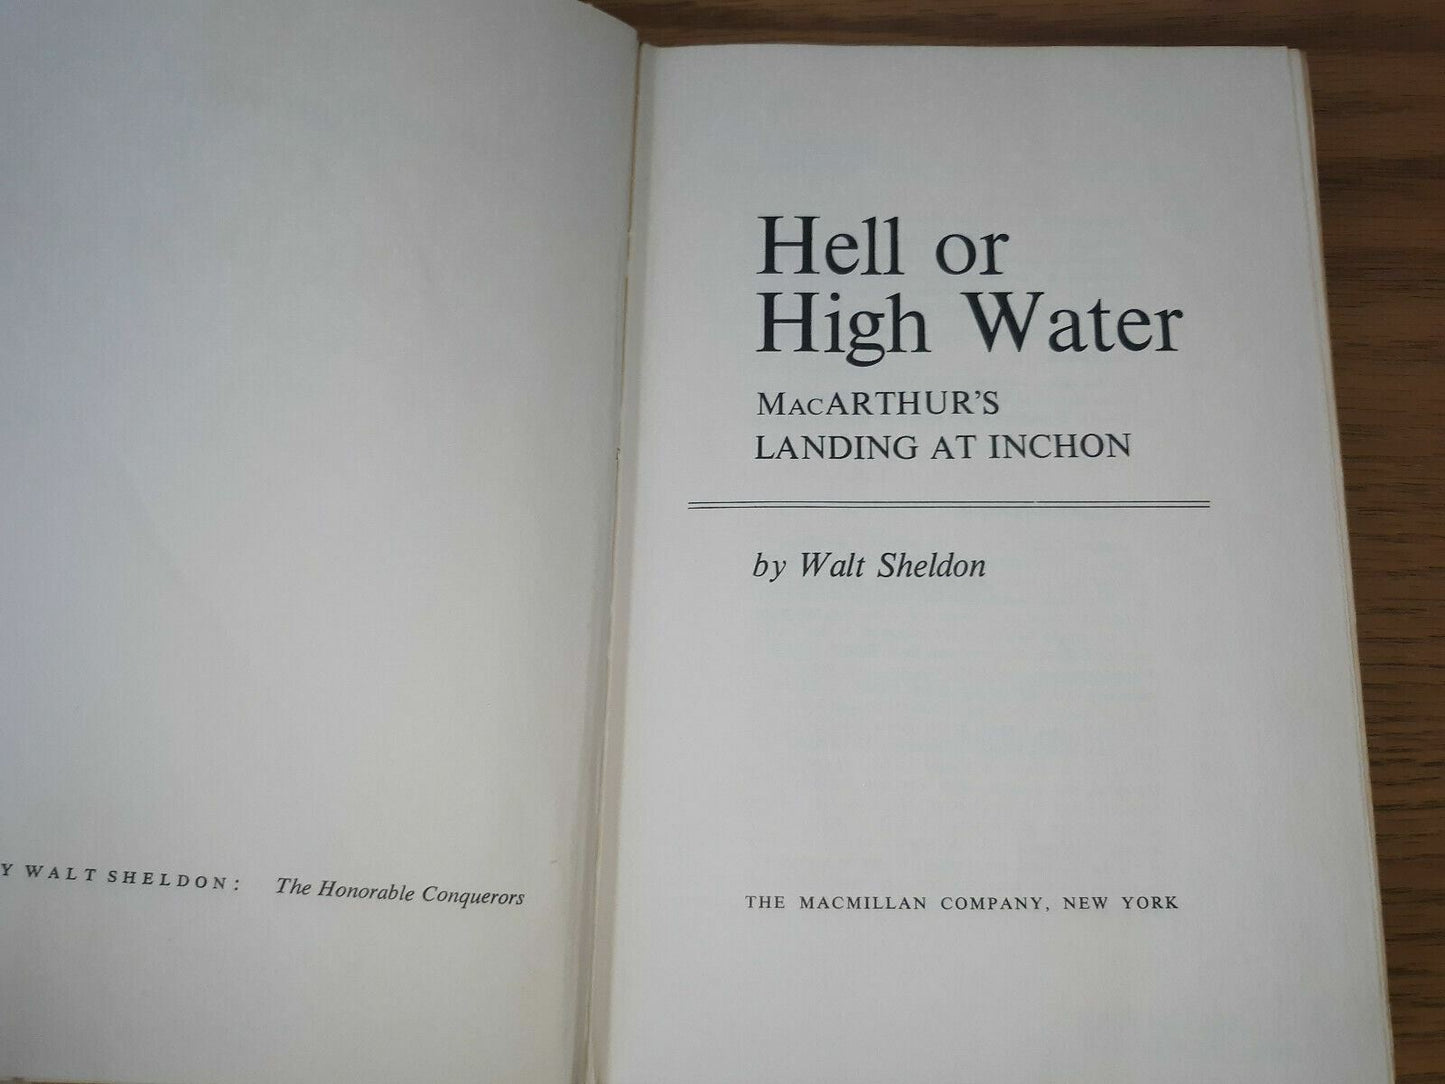 Y WALT SHELDON: The Honorable Conquerors
Hell or
High Water
MacARTHUR'S
LANDING AT INCHON
by Walt Sheldon
THE MACMILLAN COMPANY, NEW YORK